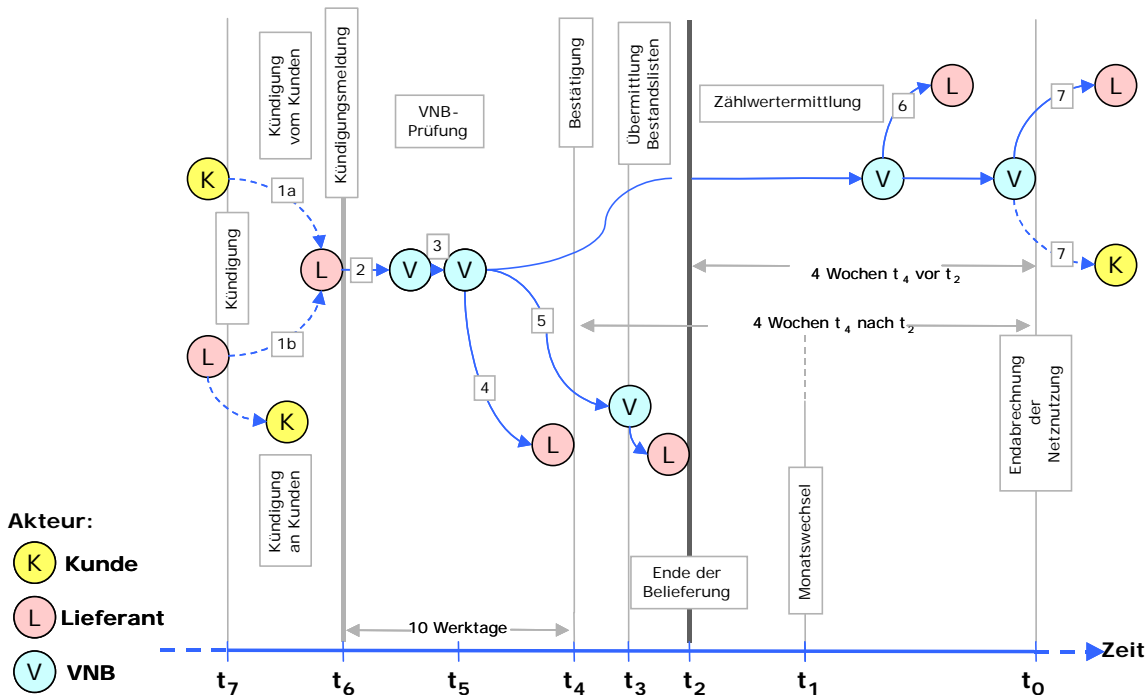 Kündigung
vom Kunden
Kündigungsmeldung
VNB-
Prüfung
Bestätigung
Übermittlung
Bestandslisten
Zählwertermittlung
6
L
7
L
K
1a
V
V
Kündigung
L
2
V
3
V
7
K
4 Wochen t4 vor t2
5
4 Wochen t4 nach t2
1b
L
4
K
V
L
L
Endabrechnung
der
Netznutzung
Kündigung
an Kunden
Monatswechsel
Akteur:
K Kunde
Ende der
Belieferung
L Lieferant
10 Werktage
V VNB
Zeit
t7 t6 t5 t4 t3 t2 t1 t0